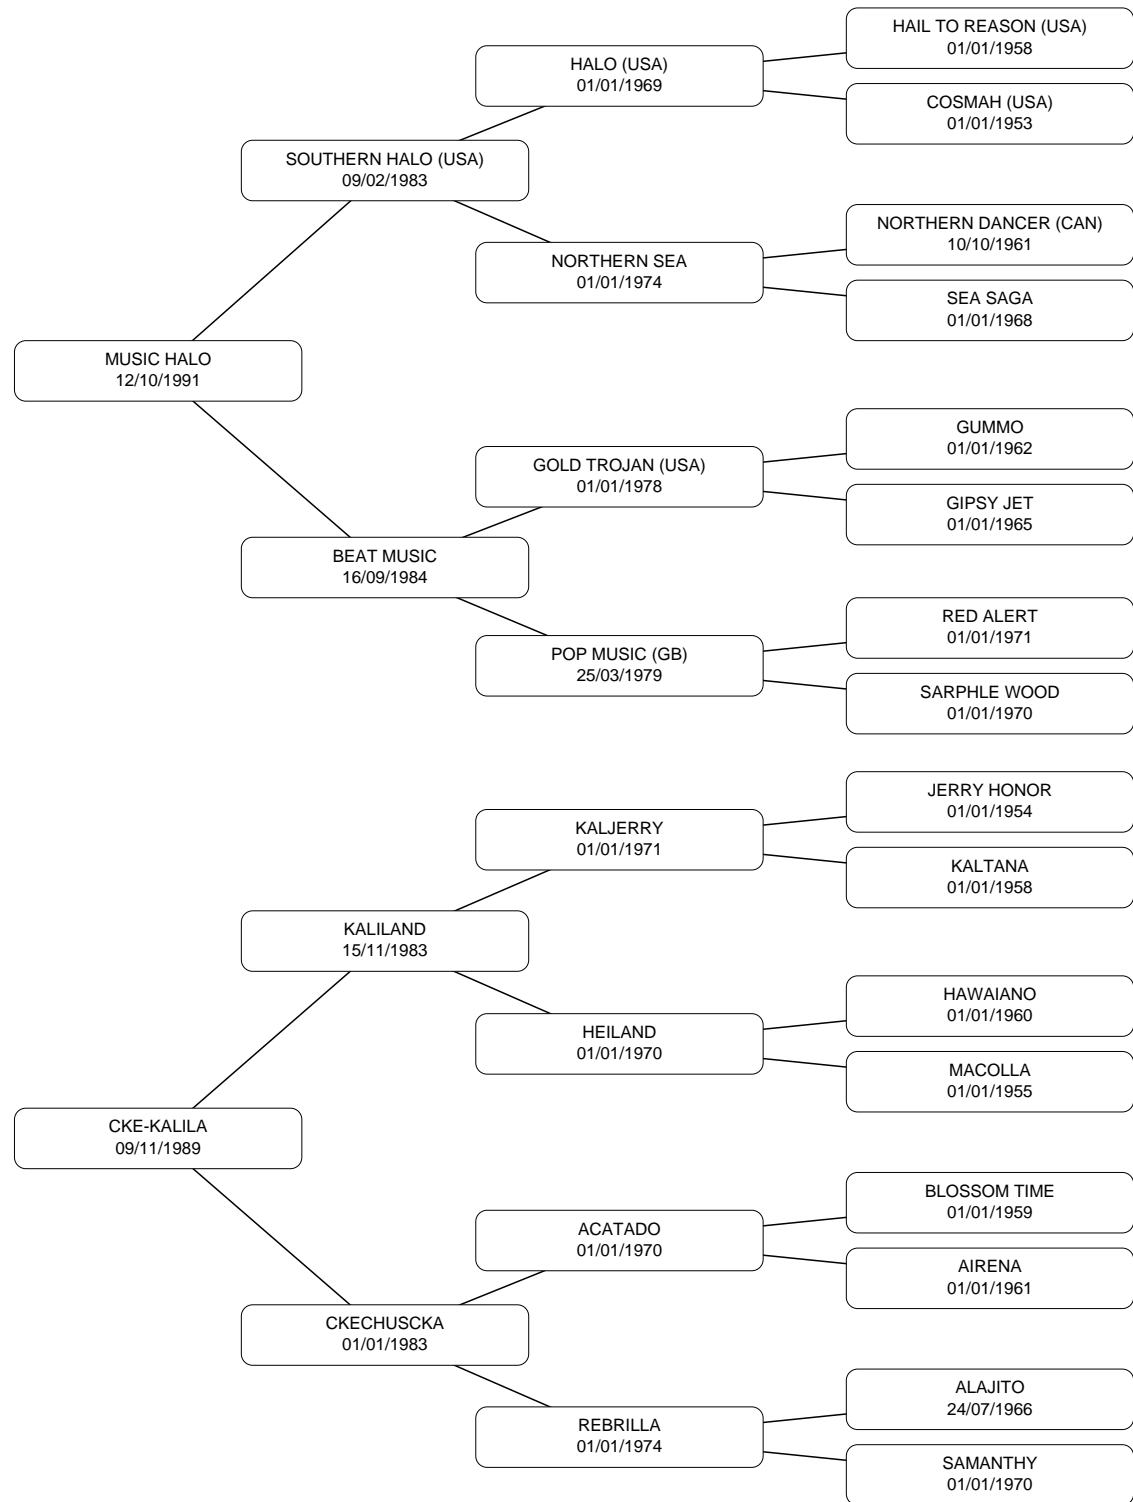 HAIL TO REASON (USA)
01/01/1958
HALO (USA)
01/01/1969
COSMAH (USA)
01/01/1953
SOUTHERN HALO (USA)
09/02/1983
NORTHERN DANCER (CAN)
10/10/1961
NORTHERN SEA
01/01/1974
SEA SAGA
01/01/1968
MUSIC HALO
12/10/1991
GUMMO
01/01/1962
GOLD TROJAN (USA)
01/01/1978
GIPSY JET
01/01/1965
BEAT MUSIC
16/09/1984
RED ALERT
01/01/1971
POP MUSIC (GB)
25/03/1979
SARPHLE WOOD
01/01/1970
JERRY HONOR
01/01/1954
KALJERRY
01/01/1971
KALTANA
01/01/1958
KALILAND
15/11/1983
HAWAIANO
01/01/1960
HEILAND
01/01/1970
MACOLLA
01/01/1955
CKE-KALILA
09/11/1989
BLOSSOM TIME
01/01/1959
ACATADO
01/01/1970
AIRENA
01/01/1961
CKECHUSCKA
01/01/1983
ALAJITO
24/07/1966
REBRILLA
01/01/1974
SAMANTHY
01/01/1970